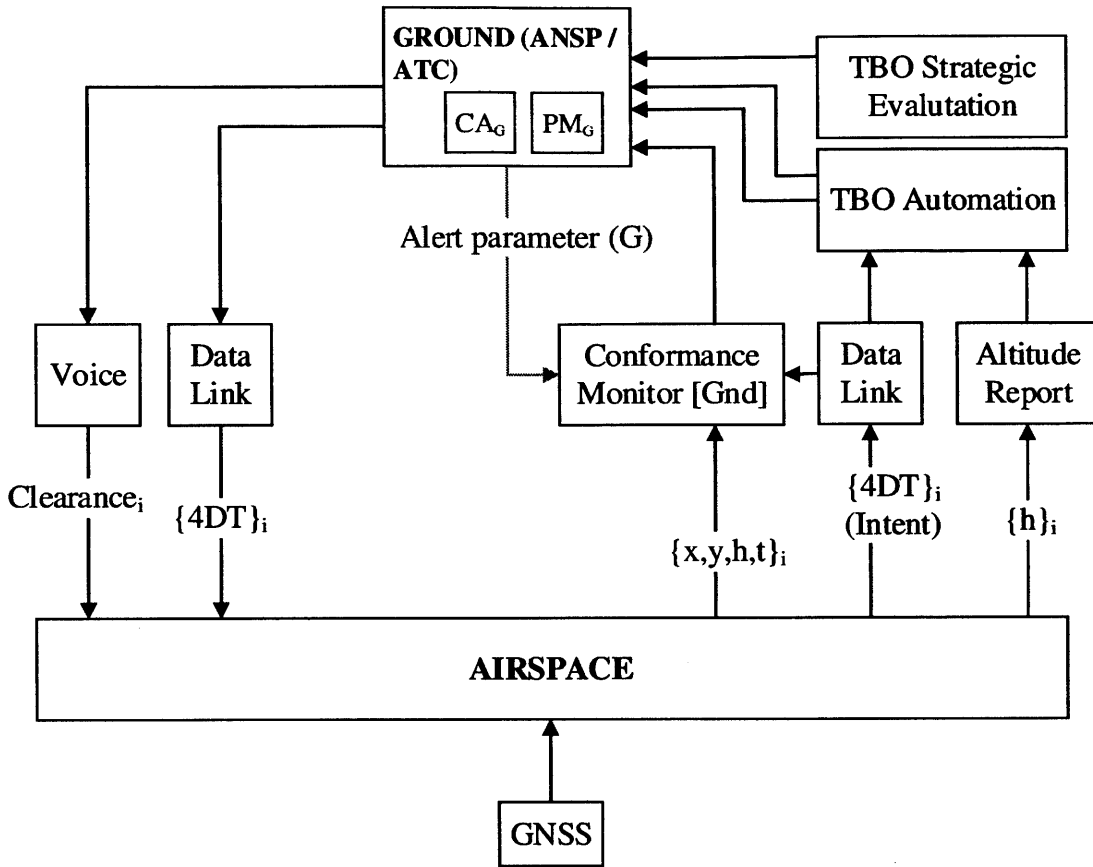 GROUND (ANSP /
ATC)
CA_G
PM_G
TBO Strategic
Evalutation
TBO Automation
Alert parameter (G)
Voice
Data
Link
Conformance
Monitor [Gnd]
Data
Link
Altitude
Report
Clearance_i
{4DT}_i
{x,y,h,t}_i
{4DT}_i
(Intent)
{h}_i
AIRSPACE
GNSS